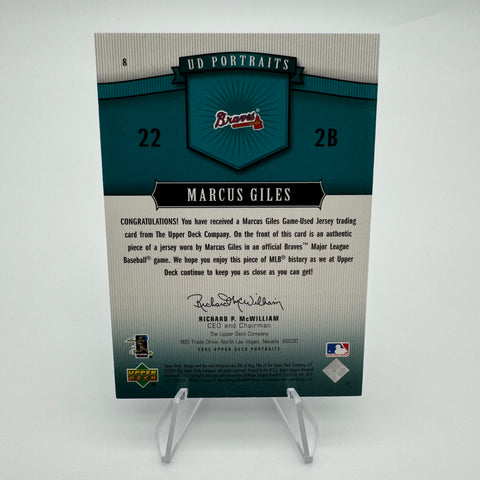 8
UD PORTRAITS
Braves
22
2B
MARCUS GILES
CONGRATULATIONS! You have received a Marcus Giles Game-Used Jersey trading
card from The Upper Deck Company. On the front of this card is an authentic
piece of a jersey worn by Marcus Giles in an official Braves™ Major League
Baseball® game. We hope you enjoy this piece of MLB® history as we at Upper
Deck continue to keep you as close as you can get!
Richard P. McWilliam
RICHARD P. McWILLIAM
CEO and Chairman
The Upper Deck Company
985 Trade Drive, North Las Vegas, Nevada 89030
2003 UPPER DECK PORTRAITS
UPPER DECK